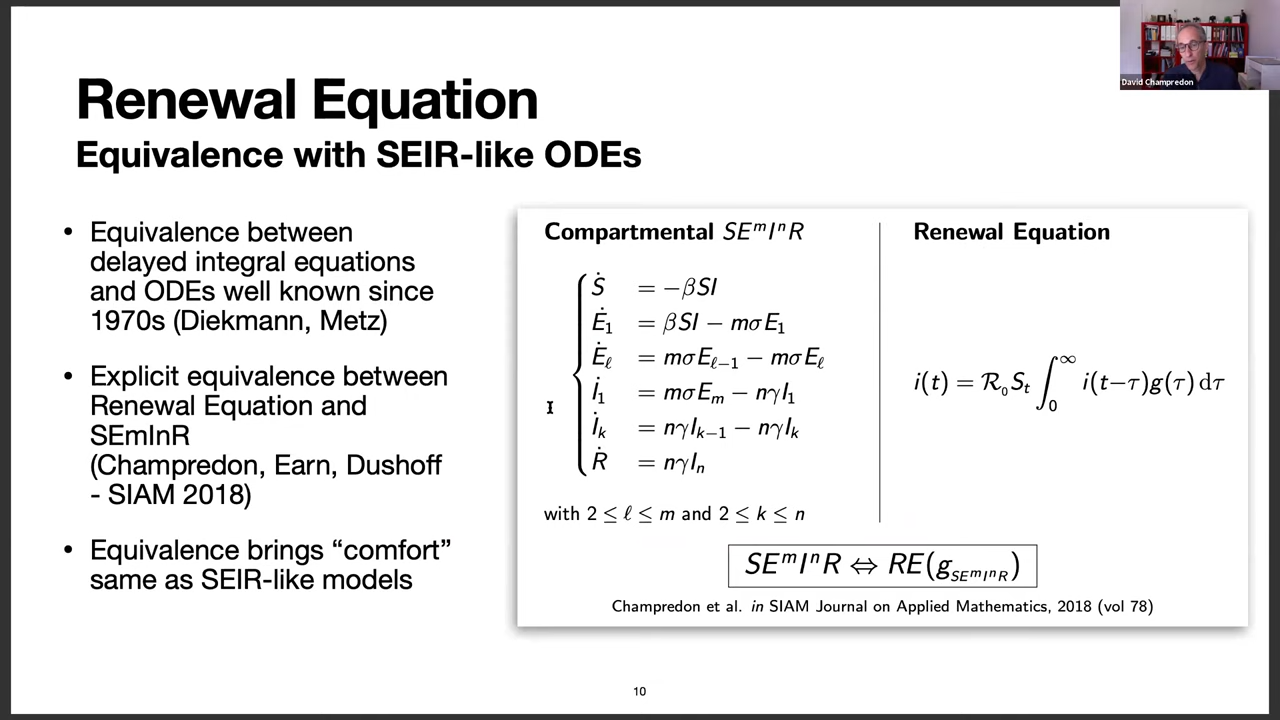 David Champredon
Renewal Equation
Equivalence with SEIR-like ODEs
• Equivalence between
delayed integral equations
and ODEs well known since
1970s (Diekmann, Metz)
• Explicit equivalence between
Renewal Equation and
SEmInR
(Champredon, Earn, Dushoff
- SIAM 2018)
• Equivalence brings “comfort”
same as SEIR-like models
Compartmental SEᵐIⁿR
Ṡ = −βSI
Ė₁ = βSI − mσE₁
Ė_ℓ = mσE_{ℓ−1} − mσE_ℓ
İ₁ = mσE_m − nγI₁
İ_k = nγI_{k−1} − nγI_k
Ṙ = nγI_n
with 2 ≤ ℓ ≤ m and 2 ≤ k ≤ n
Renewal Equation
i(t) = R₀S_t ∫₀^∞ i(t−τ)g(τ) dτ
SEᵐIⁿR ⇔ RE(g_{SEᵐIⁿR})
Champredon et al. in SIAM Journal on Applied Mathematics, 2018 (vol 78)
10